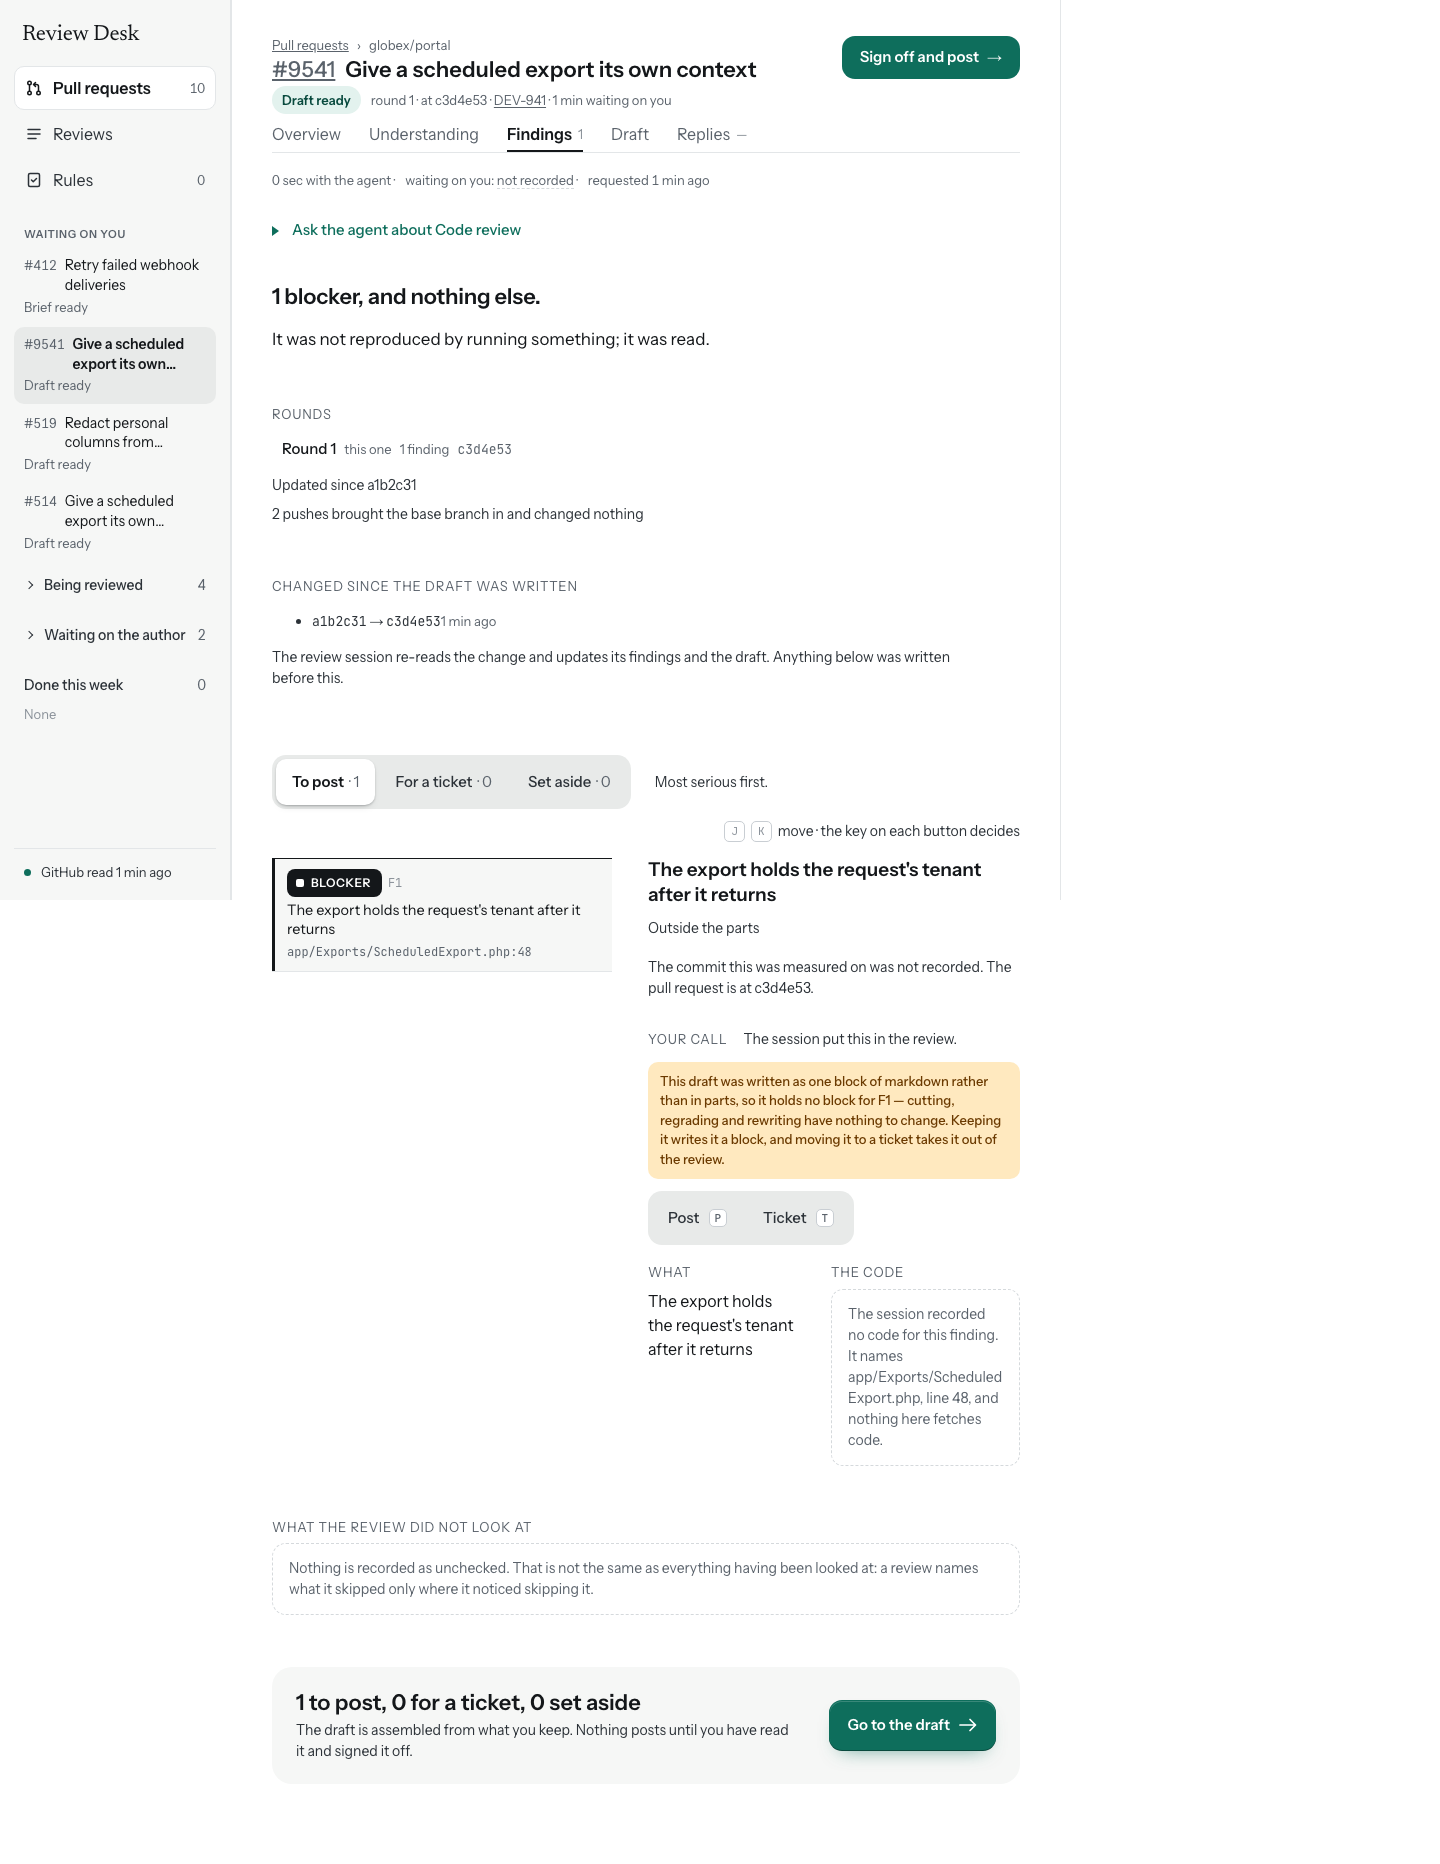 Review Desk
Pull requests 10
Reviews
Rules 0
WAITING ON YOU
#412 Retry failed webhook
deliveries
Brief ready
#9541 Give a scheduled
export its own...
Draft ready
#519 Redact personal
columns from...
Draft ready
#514 Give a scheduled
export its own...
Draft ready
Being reviewed 4
Waiting on the author 2
Done this week 0
None
GitHub read 1 min ago
Pull requests › globex/portal
#9541 Give a scheduled export its own context
Sign off and post →
Draft ready round 1 · at c3d4e53 · DEV-941 · 1 min waiting on you
Overview Understanding Findings 1 Draft Replies —
0 sec with the agent · waiting on you: not recorded · requested 1 min ago
Ask the agent about Code review
1 blocker, and nothing else.
It was not reproduced by running something; it was read.
ROUNDS
Round 1 this one 1 finding c3d4e53
Updated since a1b2c31
2 pushes brought the base branch in and changed nothing
CHANGED SINCE THE DRAFT WAS WRITTEN
• a1b2c31 → c3d4e531 min ago
The review session re-reads the change and updates its findings and the draft. Anything below was written
before this.
To post · 1 For a ticket · 0 Set aside · 0 Most serious first.
J K move · the key on each button decides
BLOCKER F1
The export holds the request's tenant after it
returns
app/Exports/ScheduledExport.php:48
The export holds the request's tenant
after it returns
Outside the parts
The commit this was measured on was not recorded. The
pull request is at c3d4e53.
YOUR CALL The session put this in the review.
This draft was written as one block of markdown rather
than in parts, so it holds no block for F1 — cutting,
regrading and rewriting have nothing to change. Keeping
it writes it a block, and moving it to a ticket takes it out of
the review.
Post P Ticket T
WHAT
The export holds
the request's tenant
after it returns
THE CODE
The session recorded
no code for this finding.
It names
app/Exports/Scheduled
Export.php, line 48, and
nothing here fetches
code.
WHAT THE REVIEW DID NOT LOOK AT
Nothing is recorded as unchecked. That is not the same as everything having been looked at: a review names
what it skipped only where it noticed skipping it.
1 to post, 0 for a ticket, 0 set aside
The draft is assembled from what you keep. Nothing posts until you have read
it and signed it off.
Go to the draft →